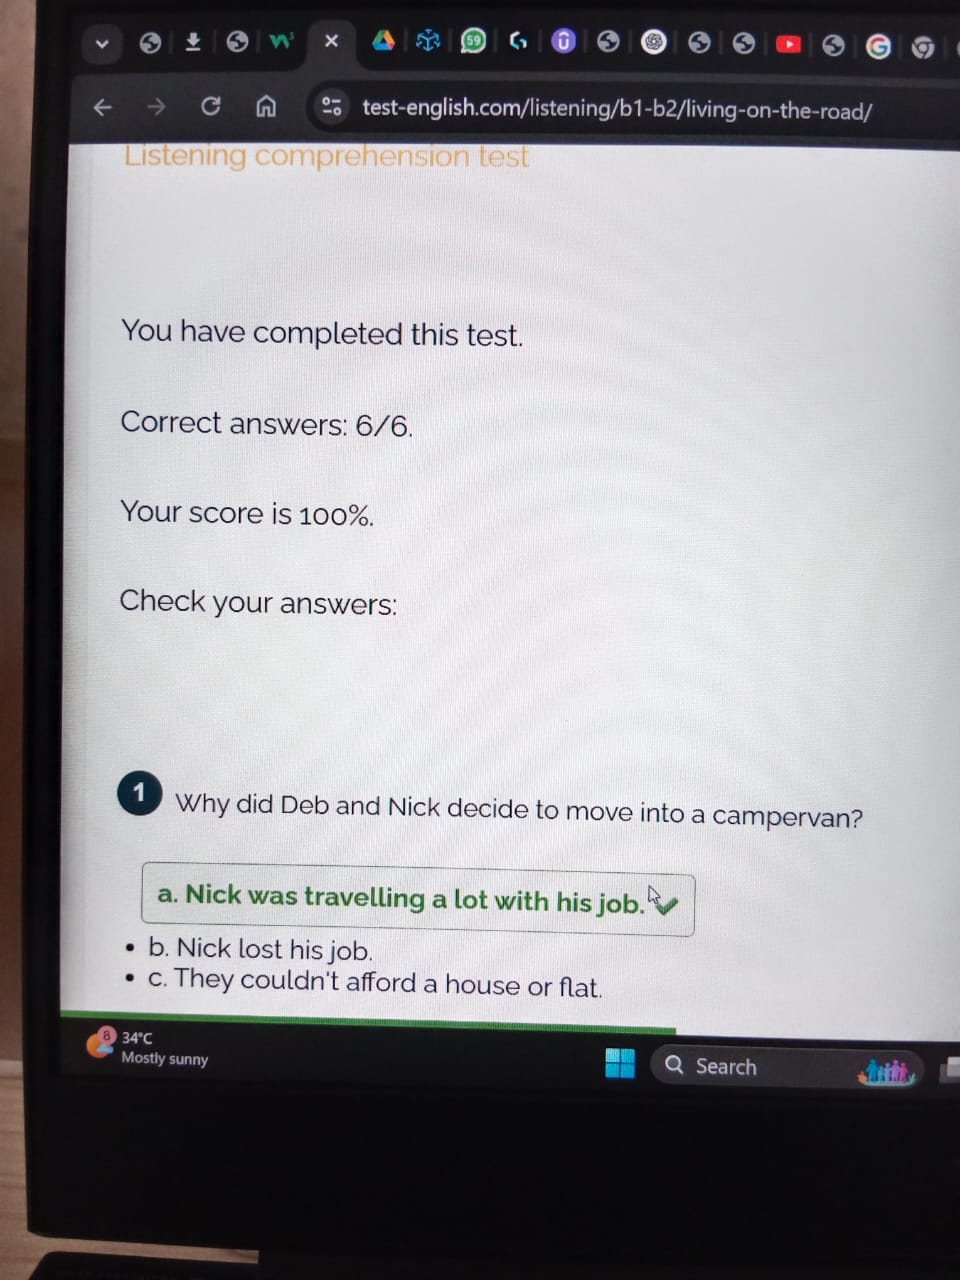 59
test-english.com/listening/b1-b2/living-on-the-road/
Listening comprehension test
You have completed this test.
Correct answers: 6/6.
Your score is 100%.
Check your answers:
1 Why did Deb and Nick decide to move into a campervan?
a. Nick was travelling a lot with his job.
• b. Nick lost his job.
• c. They couldn't afford a house or flat.
8 34°C
Mostly sunny
Search